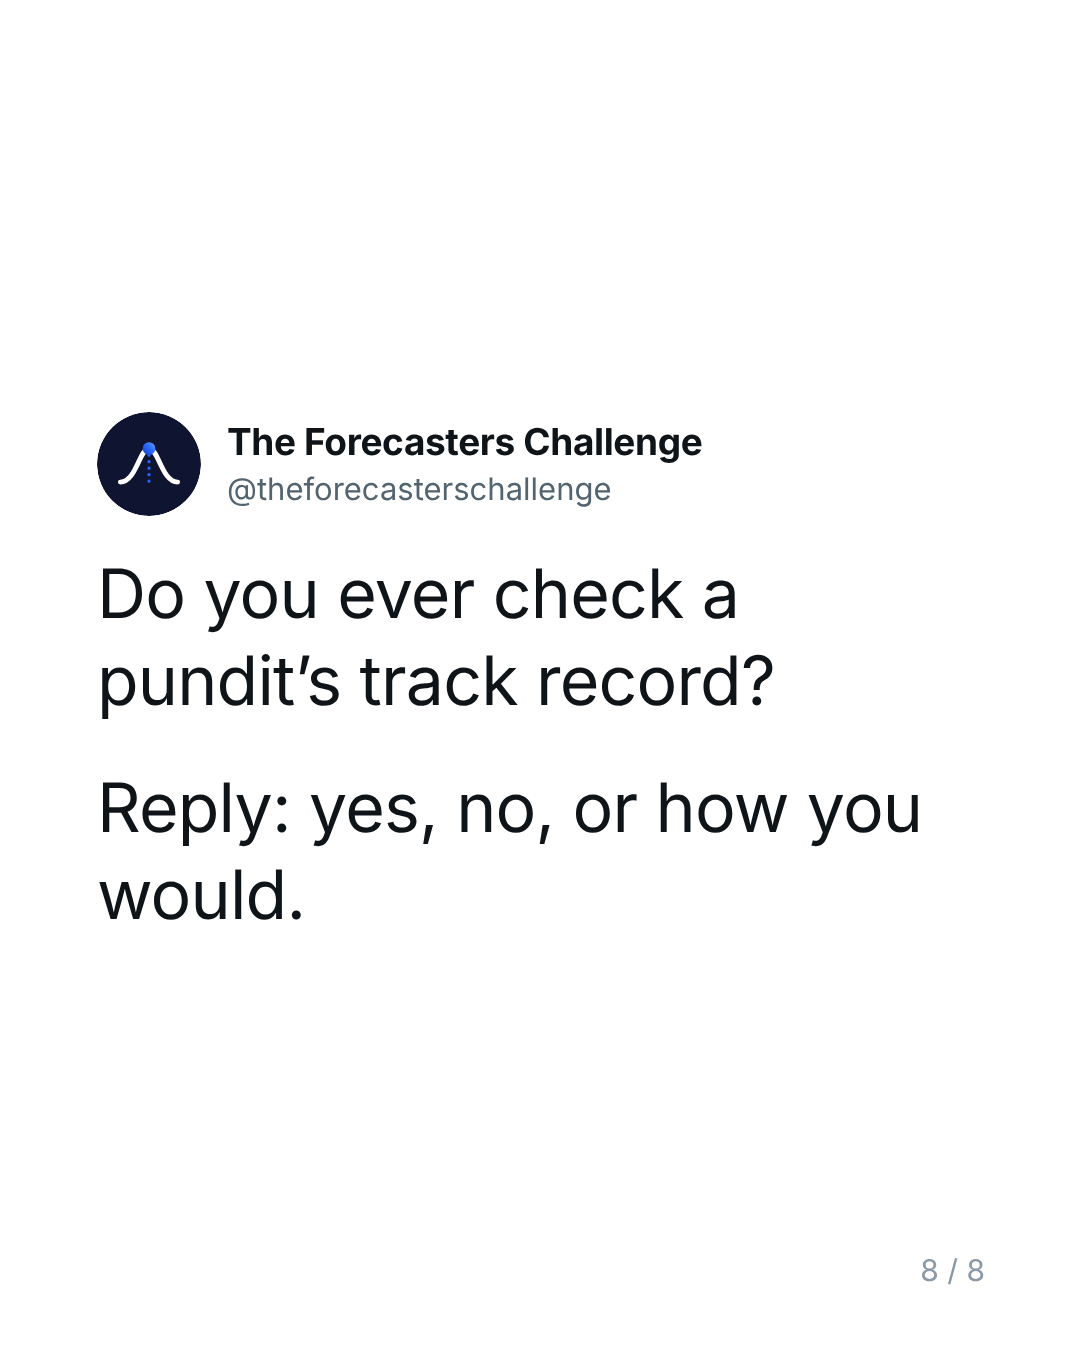 The Forecasters Challenge
@theforecasterschallenge
Do you ever check a
pundit’s track record?
Reply: yes, no, or how you
would.
8 / 8